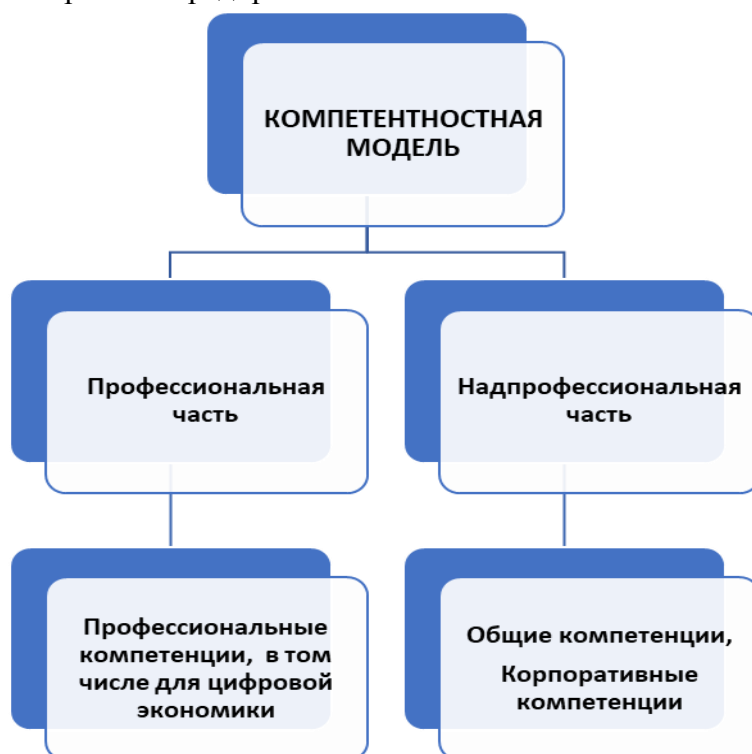 КОМПЕТЕНТНОСТНАЯ
МОДЕЛЬ
Профессиональная
часть
Надпрофессиональная
часть
Профессиональные
компетенции, в том
числе для цифровой
экономики
Общие компетенции,
Корпоративные
компетенции